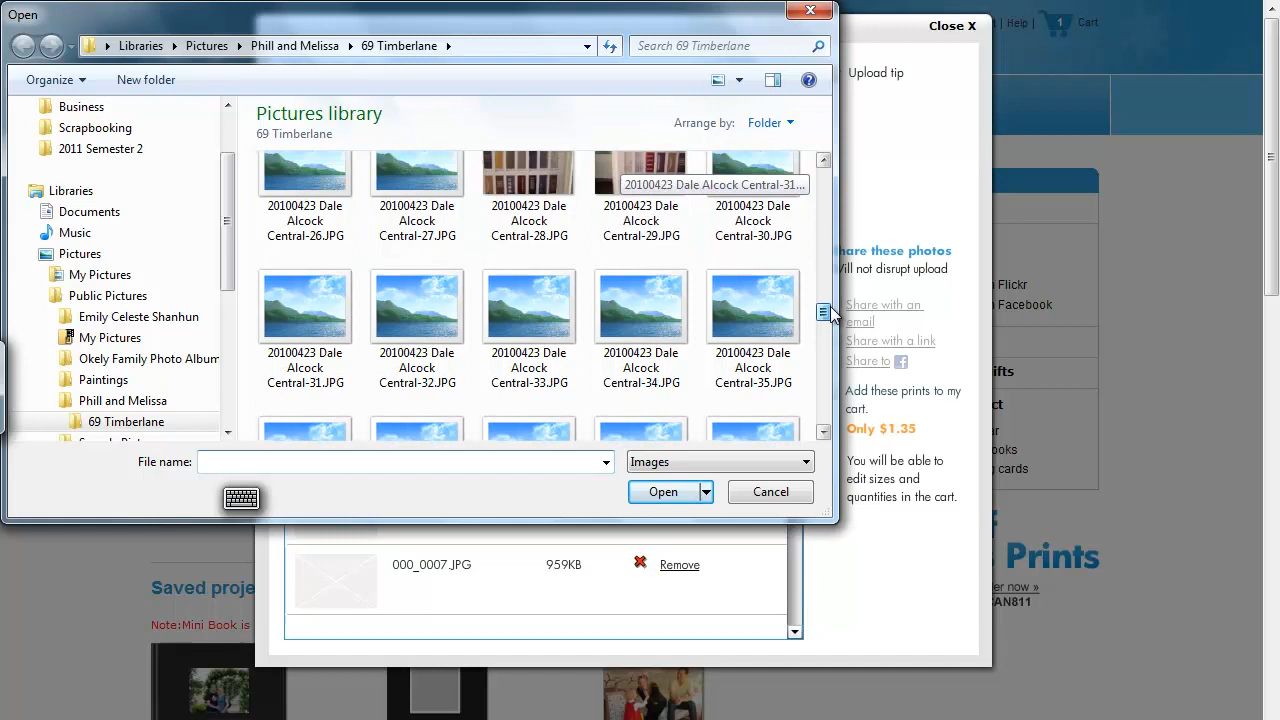 Open
Libraries Pictures Phill and Melissa 69 Timberlane
Search 69 Timberlane
Organize
New folder
Business
Scrapbooking
2011 Semester 2
Libraries
Documents
Music
Pictures
My Pictures
Public Pictures
Emily Celeste Shanhun
My Pictures
Okely Family Photo Album
Paintings
Phill and Melissa
69 Timberlane
Pictures library
69 Timberlane
Arrange by: Folder
20100423 Dale Alcock Central-31...
20100423 Dale
Alcock
Central-26.JPG
20100423 Dale
Alcock
Central-27.JPG
20100423 Dale
Alcock
Central-28.JPG
20100423 Dale
Alcock
Central-29.JPG
20100423 Dale
Alcock
Central-30.JPG
20100423 Dale
Alcock
Central-31.JPG
20100423 Dale
Alcock
Central-32.JPG
20100423 Dale
Alcock
Central-33.JPG
20100423 Dale
Alcock
Central-34.JPG
20100423 Dale
Alcock
Central-35.JPG
File name:
Images
Open
Cancel
Close X
Upload tip
hare these photos
Will not disrupt upload
Share with an
email
Share with a link
Share to
Add these prints to my
cart.
Only $1.35
You will be able to
edit sizes and
quantities in the cart.
000_0007.JPG 959KB Remove
Help | 1 Cart
n Flickr
n Facebook
ifts
ct
ar
ooks
g cards
Prints
er now »
CAN811
Saved proje
Note:Mini Book is